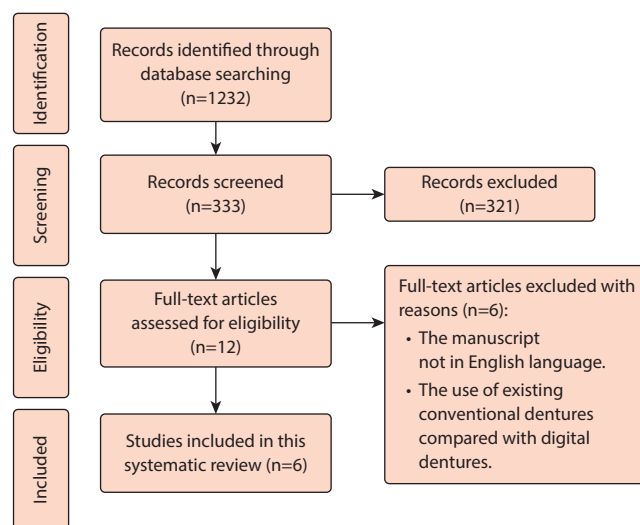 Identification
Records identified through
database searching
(n=1232)
Screening
Records screened
(n=333)
Records excluded
(n=321)
Eligibility
Full-text articles
assessed for eligibility
(n=12)
Full-text articles excluded with
reasons (n=6):
• The manuscript
not in English language.
• The use of existing
conventional dentures
compared with digital
dentures.
Included
Studies included in this
systematic review (n=6)